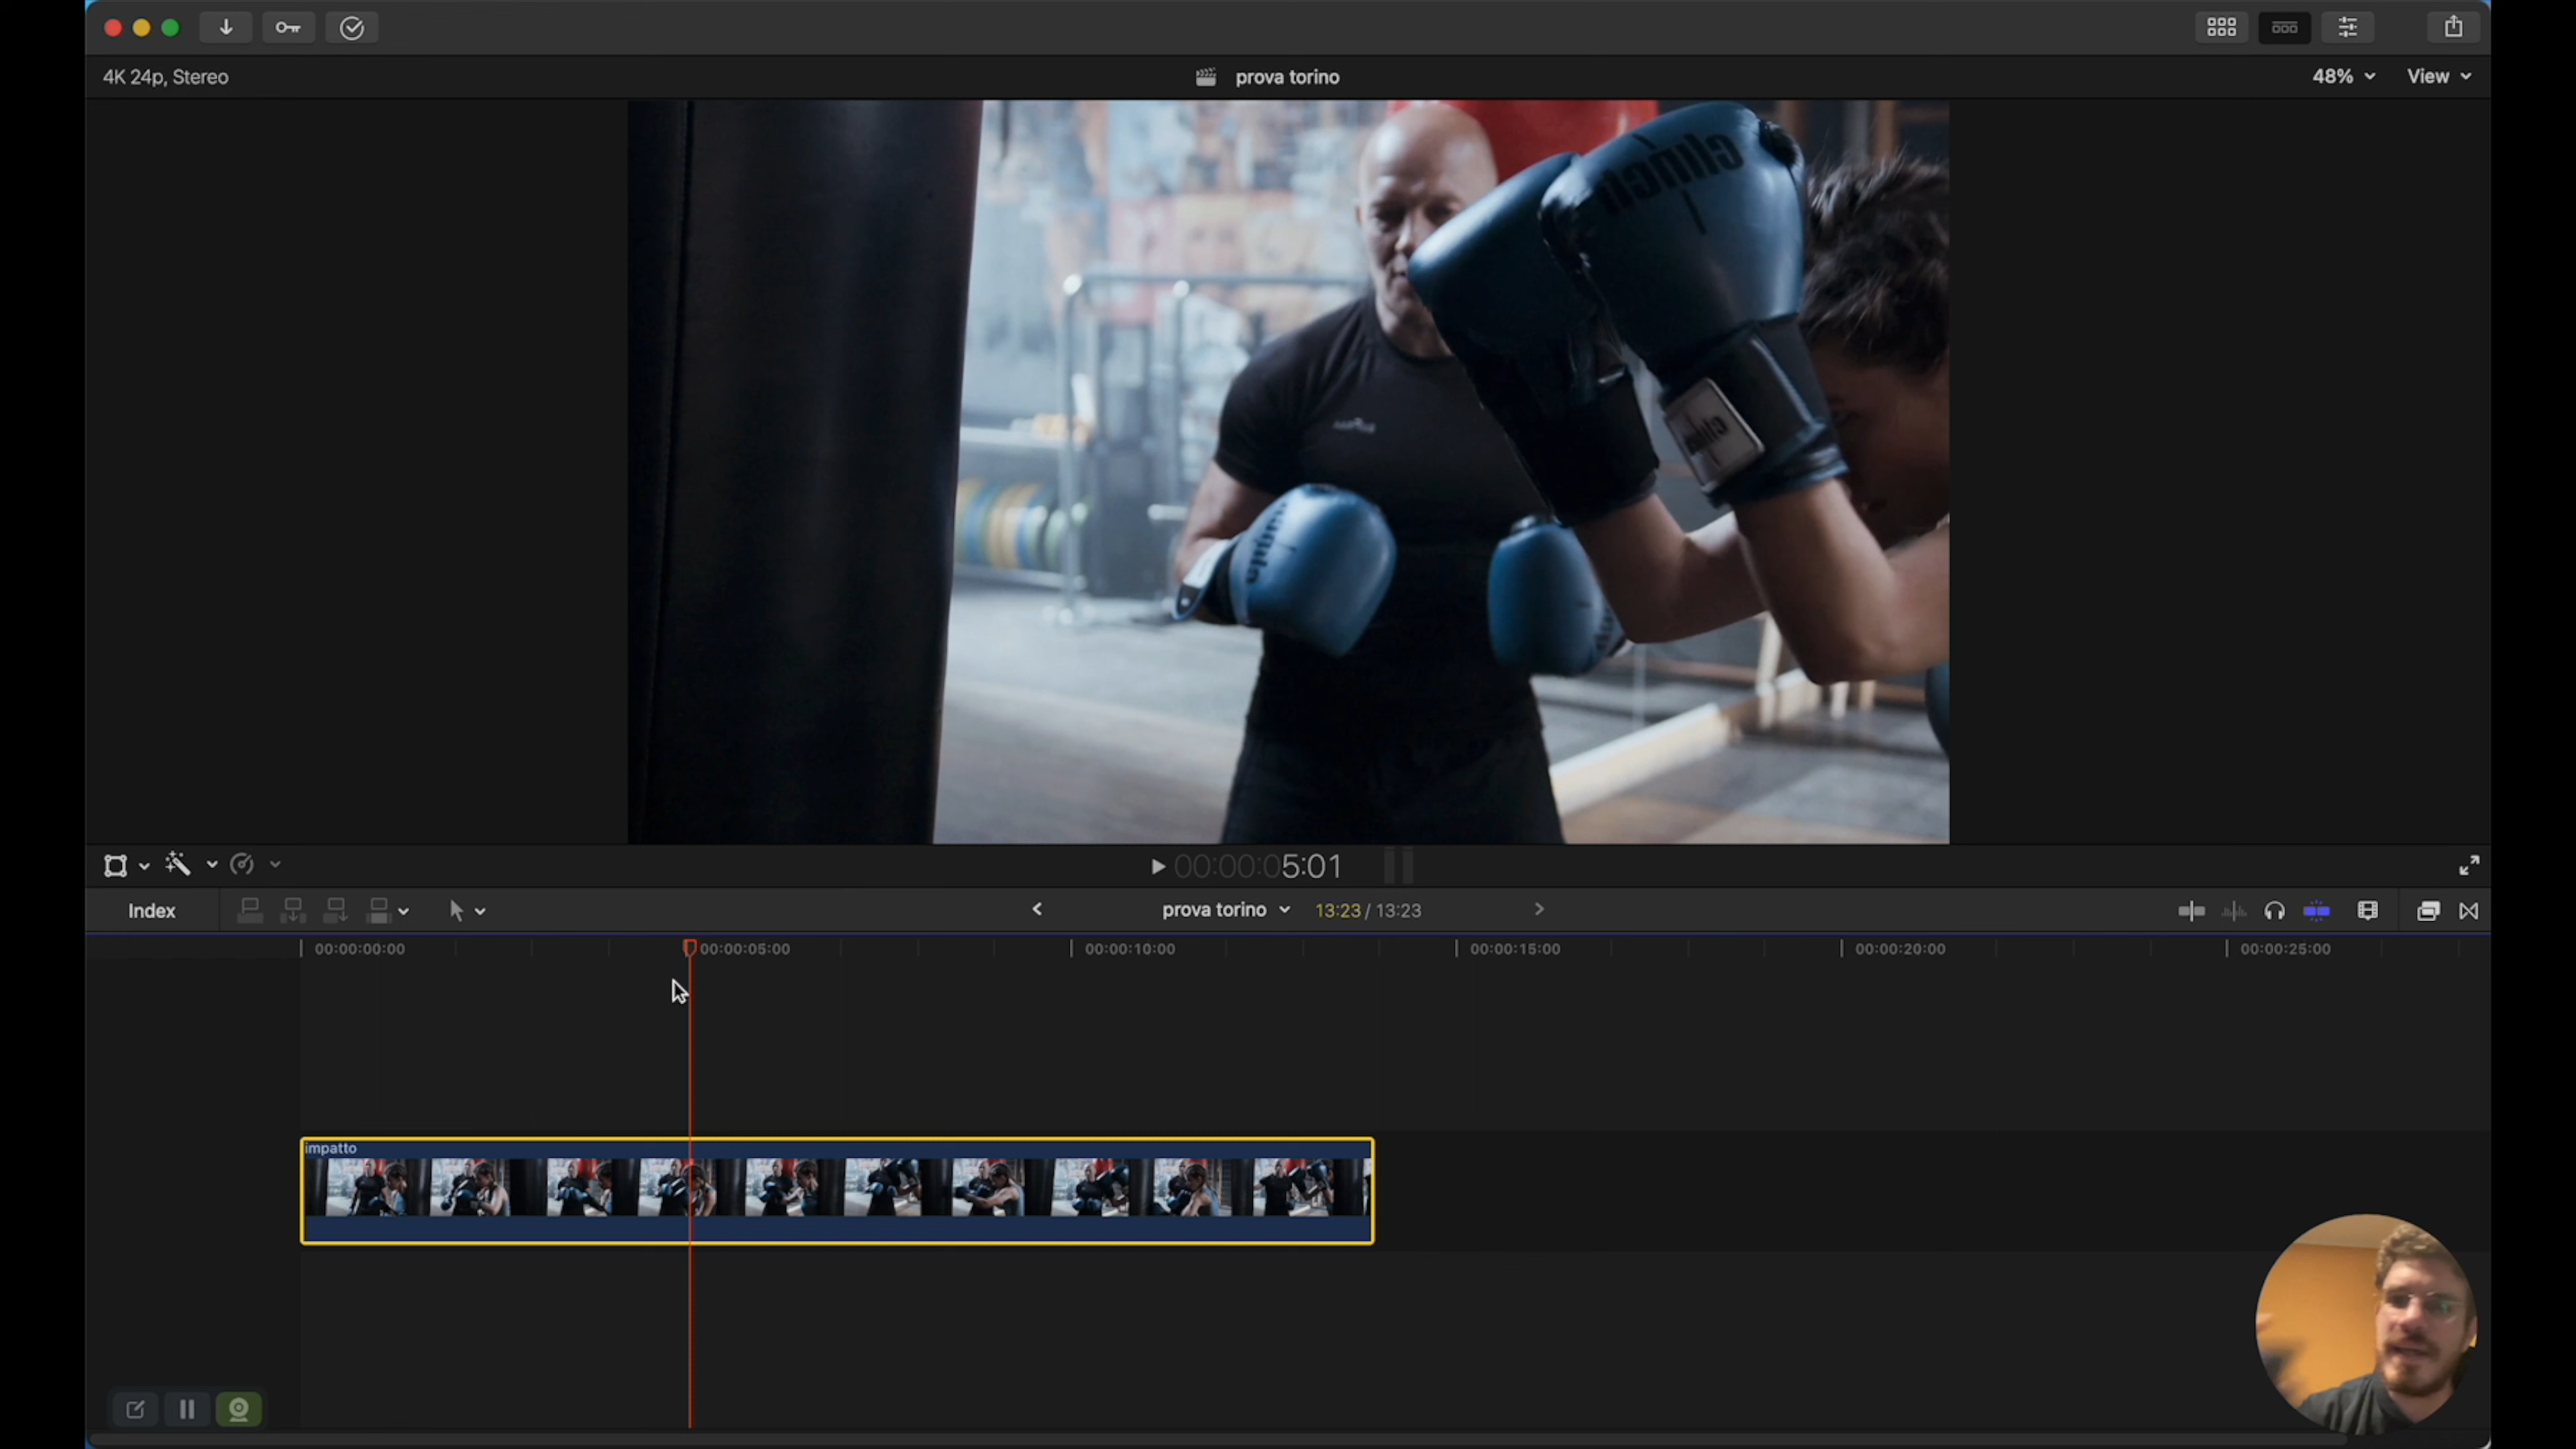 4K 24p, Stereo
prova torino
48%
View
clinch
00:00:05:01
Index
prova torino
13:23 / 13:23
00:00:00:00
00:00:05:00
00:00:10:00
00:00:15:00
00:00:20:00
00:00:25:00
impatto